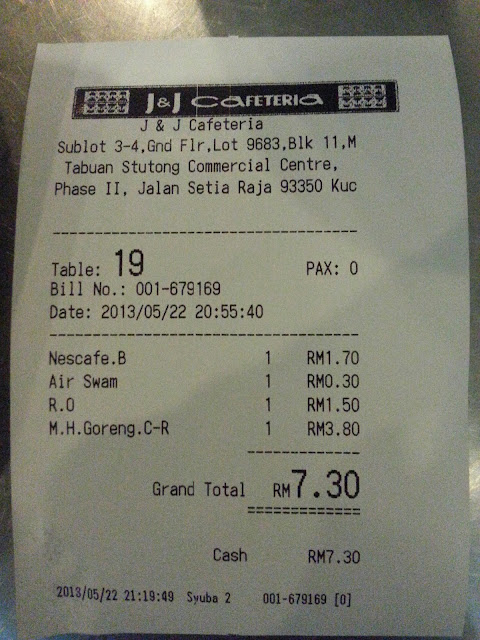 J&J CAFETERIA
J & J Cafeteria
Sublot 3-4,Gnd Flr,Lot 9683,Blk 11,M
Tabuan Stutong Commercial Centre,
Phase II, Jalan Setia Raja 93350 Kuc
Table: 19 PAX: 0
Bill No.: 001-679169
Date: 2013/05/22 20:55:40
Nescafe.B 1 RM1.70
Air Swam 1 RM0.30
R.O 1 RM1.50
M.H.Goreng.C-R 1 RM3.80
Grand Total RM7.30
Cash RM7.30
2013/05/22 21:19:49 Syuba 2 001-679169 [0]